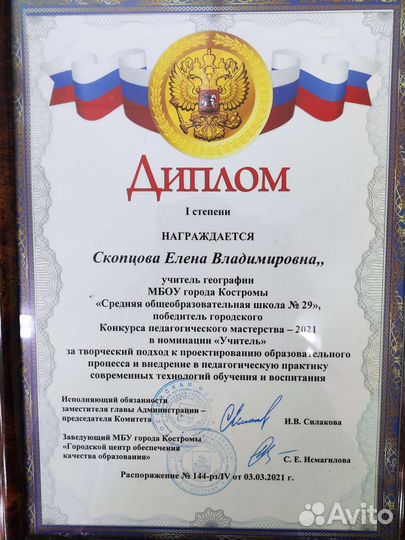 ДИПЛОМ
I степени
НАГРАЖДАЕТСЯ
Скопцова Елена Владимировна,,
учитель географии
МБОУ города Костромы
«Средняя общеобразовательная школа № 29»,
победитель городского
Конкурса педагогического мастерства – 2021
в номинации «Учитель»
за творческий подход к проектированию образовательного
процесса и внедрение в педагогическую практику
современных технологий обучения и воспитания
Исполняющий обязанности
заместителя главы Администрации –
председателя Комитета
И.В. Силакова
Заведующий МБУ города Костромы
«Городской центр обеспечения
качества образования»
С. Е. Исмагилова
Распоряжение № 144-рз/IV от 03.03.2021 г.
Avito